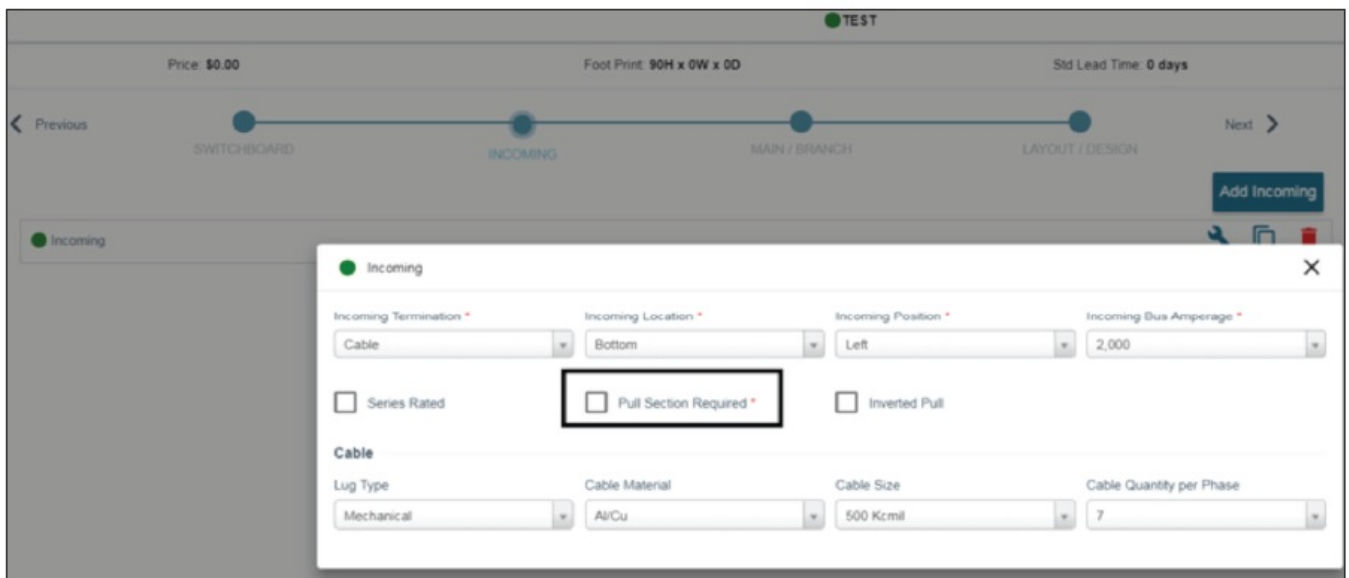 TEST
Price: $0.00 Foot Print: 90H x 0W x 0D Std Lead Time: 0 days
Previous Next
SWITCHBOARD INCOMING MAIN / BRANCH LAYOUT / DESIGN
Add Incoming
Incoming
Incoming
Incoming Termination * Incoming Location * Incoming Position * Incoming Bus Amperage *
Cable Bottom Left 2,000
Series Rated Pull Section Required * Inverted Pull
Cable
Lug Type Cable Material Cable Size Cable Quantity per Phase
Mechanical Al/Cu 500 Kcmil 7